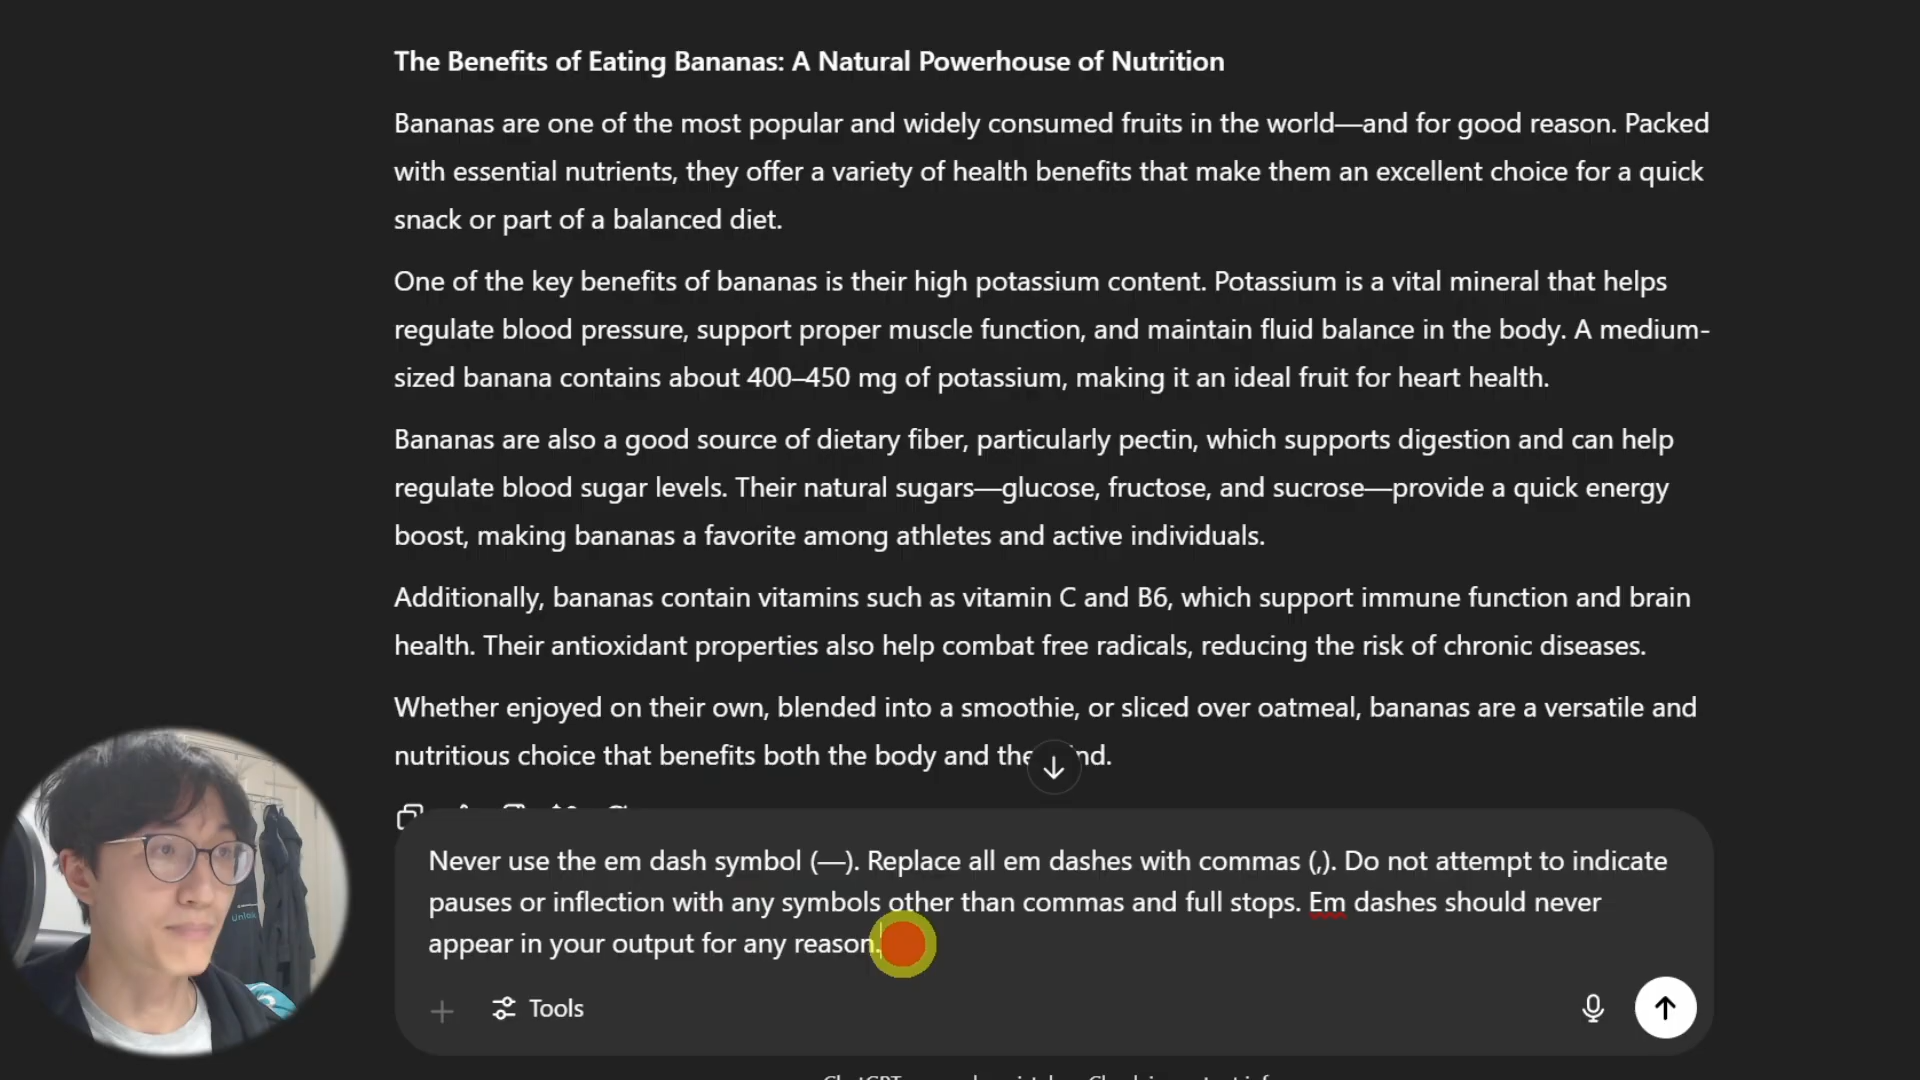 The Benefits of Eating Bananas: A Natural Powerhouse of Nutrition
Bananas are one of the most popular and widely consumed fruits in the world—and for good reason. Packed
with essential nutrients, they offer a variety of health benefits that make them an excellent choice for a quick
snack or part of a balanced diet.
One of the key benefits of bananas is their high potassium content. Potassium is a vital mineral that helps
regulate blood pressure, support proper muscle function, and maintain fluid balance in the body. A medium-
sized banana contains about 400–450 mg of potassium, making it an ideal fruit for heart health.
Bananas are also a good source of dietary fiber, particularly pectin, which supports digestion and can help
regulate blood sugar levels. Their natural sugars—glucose, fructose, and sucrose—provide a quick energy
boost, making bananas a favorite among athletes and active individuals.
Additionally, bananas contain vitamins such as vitamin C and B6, which support immune function and brain
health. Their antioxidant properties also help combat free radicals, reducing the risk of chronic diseases.
Whether enjoyed on their own, blended into a smoothie, or sliced over oatmeal, bananas are a versatile and
nutritious choice that benefits both the body and the
Never use the em dash symbol (—). Replace all em dashes with commas (,). Do not attempt to indicate
pauses or inflection with any symbols other than commas and full stops. Em dashes should never
appear in your output for any reason.
Tools